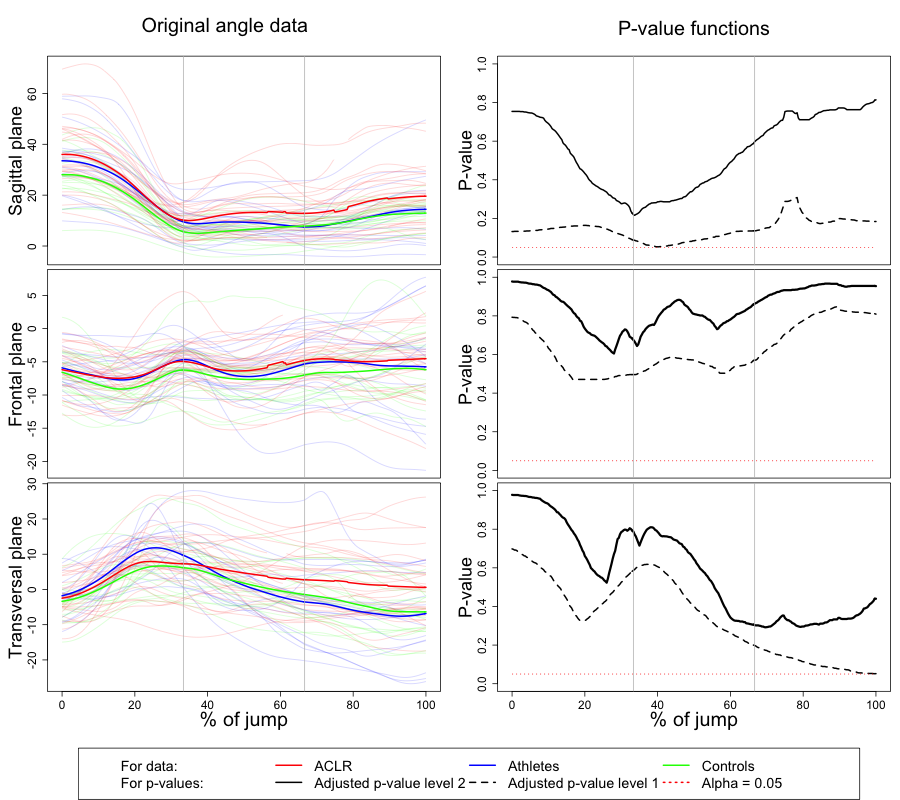 Original angle data
P-value functions
Sagittal plane
0 20 40 60
P-value
0.0 0.2 0.4 0.6 0.8 1.0
Frontal plane
-20 -15 -10 -5 0 5
P-value
0.0 0.2 0.4 0.6 0.8 1.0
Transversal plane
-20 -10 0 10 20 30
P-value
0.0 0.2 0.4 0.6 0.8 1.0
0 20 40 60 80 100
0 20 40 60 80 100
% of jump
% of jump
For data: ACLR Athletes Controls
For p-values: Adjusted p-value level 2 Adjusted p-value level 1 Alpha = 0.05